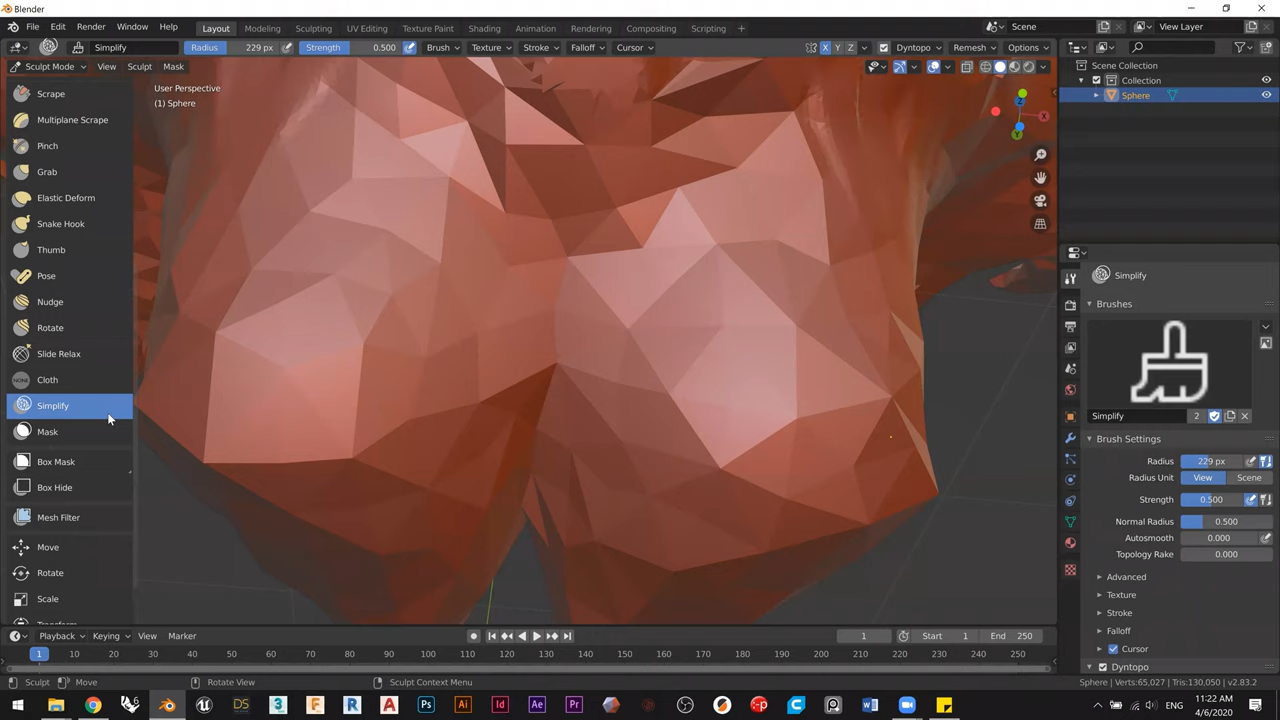 Blender
File Edit Render Window Help Layout Modeling Sculpting UV Editing Texture Paint Shading Animation Rendering Compositing Scripting + Scene View Layer
Simplify Radius 229 px Strength 0.500 Brush Texture Stroke Falloff Cursor X Y Z Dyntopo Remesh Options
Sculpt Mode View Sculpt Mask
Scene Collection
Collection
Sphere
User Perspective
(1) Sphere
Scrape
Multiplane Scrape
Pinch
Grab
Elastic Deform
Snake Hook
Thumb
Pose
Nudge
Rotate
Slide Relax
NONE Cloth
Simplify
Mask
Box Mask
Box Hide
Mesh Filter
Move
Rotate
Scale
Z X Y
Simplify
Brushes
Simplify 2
Brush Settings
Radius 229 px
Radius Unit View Scene
Strength 0.500
Normal Radius 0.500
Autosmooth 0.000
Topology Rake 0.000
Advanced
Texture
Stroke
Falloff
Cursor
Dyntopo
Playback Keying View Marker 1 Start 1 End 250
1 10 20 30 40 50 60 70 80 90 100 110 120 130 140 150 160 170 180 190 200 210 220 230 240 250
Sculpt Move Rotate View Sculpt Context Menu Sphere | Verts:65,027 | Tris:130,050 | v2.83.2
DS 3 F R A Ps Ai Id Ae Pr ENG 11:22 AM
4/6/2020